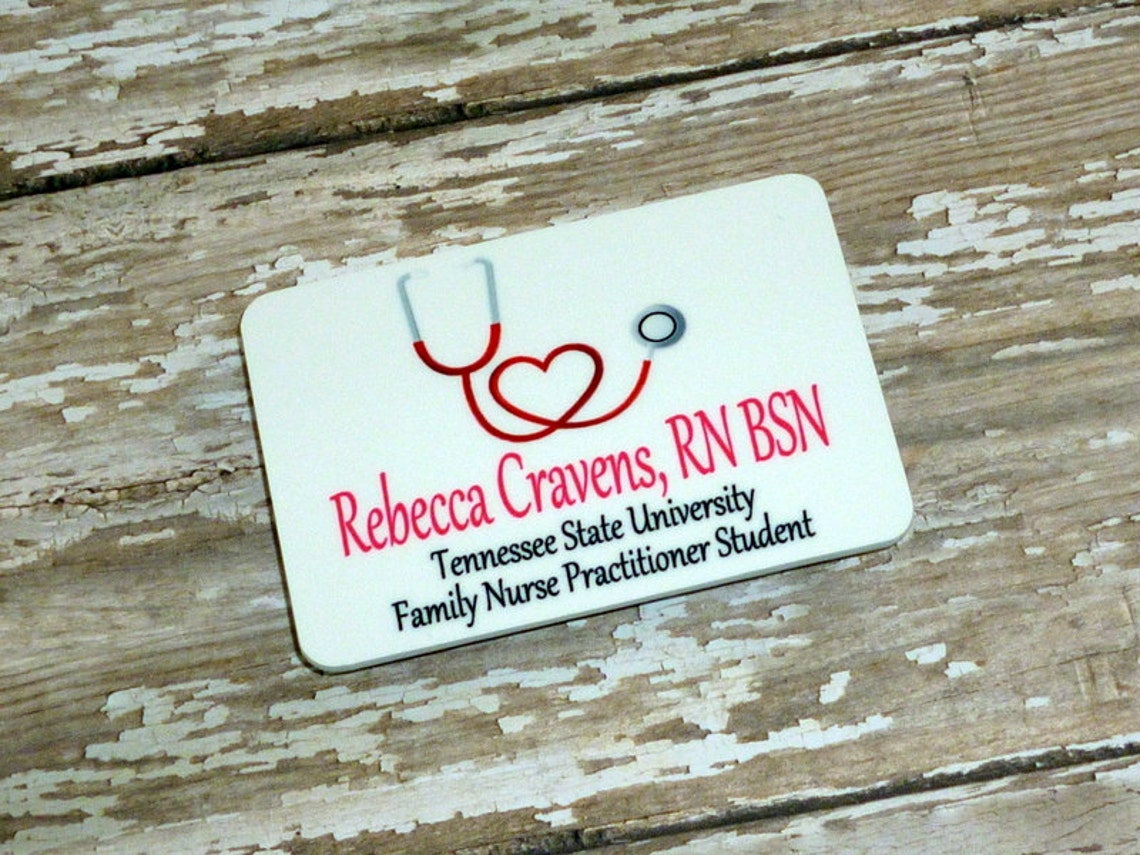 Rebecca Cravens, RN BSN
Tennessee State University
Family Nurse Practitioner Student